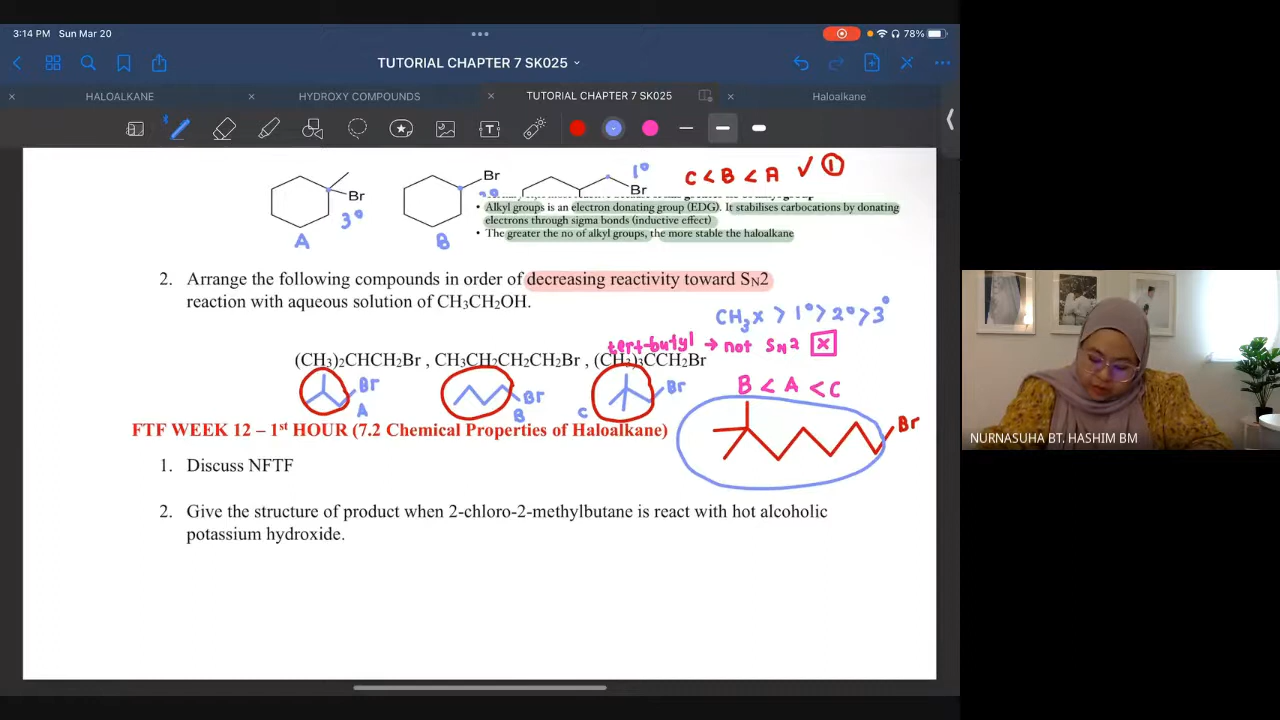 3:14 PM Sun Mar 20
78%
TUTORIAL CHAPTER 7 SK025
HALOALKANE
HYDROXY COMPOUNDS
TUTORIAL CHAPTER 7 SK025
Haloalkane
Br
3°
A
Br
B
1°
Br
C < B < A ✓ ①
• Alkyl groups is an electron donating group (EDG). It stabilises carbocations by donating
electrons through sigma bonds (inductive effect)
• The greater the no of alkyl groups, the more stable the haloalkane
2. Arrange the following compounds in order of decreasing reactivity toward SN2
reaction with aqueous solution of CH3CH2OH.
CH3X > 1° > 2° > 3°
tert-butyl → not SN2 x
(CH3)2CHCH2Br , CH3CH2CH2CH2Br , (CH3)3CCH2Br
Br
A
Br
B
C
Br
B < A < C
Br
FTF WEEK 12 – 1st HOUR (7.2 Chemical Properties of Haloalkane)
1. Discuss NFTF
2. Give the structure of product when 2-chloro-2-methylbutane is react with hot alcoholic
potassium hydroxide.
NURNASUHA BT. HASHIM BM